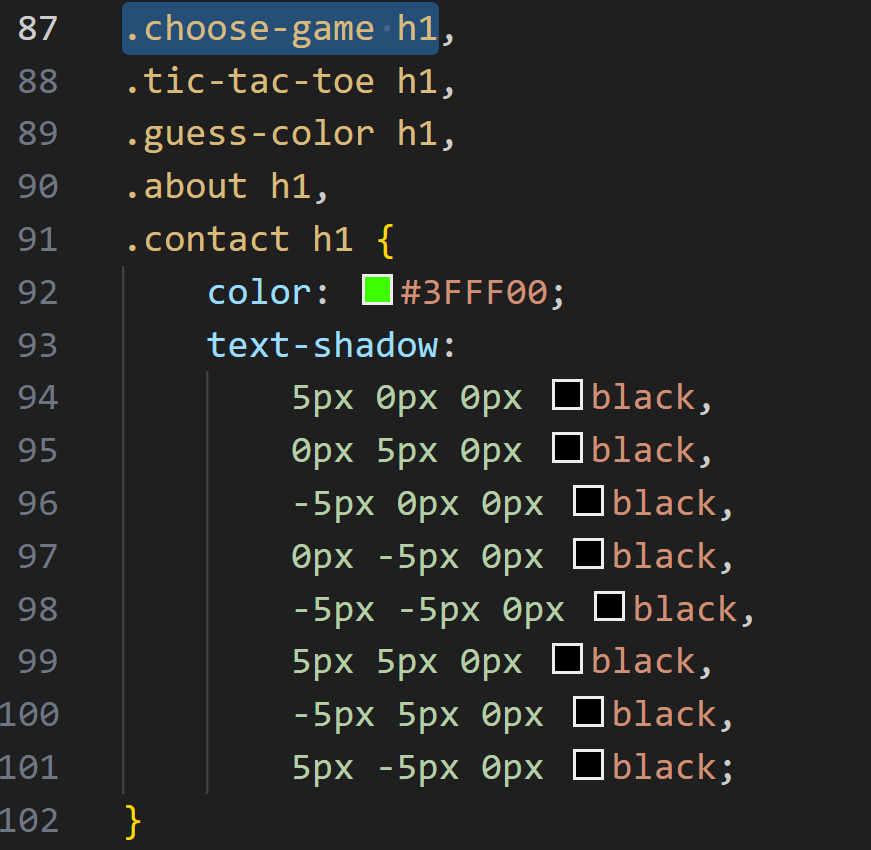 87 .choose-game h1,
88 .tic-tac-toe h1,
89 .guess-color h1,
90 .about h1,
91 .contact h1 {
92 color: #3FFF00;
93 text-shadow:
94 5px 0px 0px black,
95 0px 5px 0px black,
96 -5px 0px 0px black,
97 0px -5px 0px black,
98 -5px -5px 0px black,
99 5px 5px 0px black,
100 -5px 5px 0px black,
101 5px -5px 0px black;
102 }